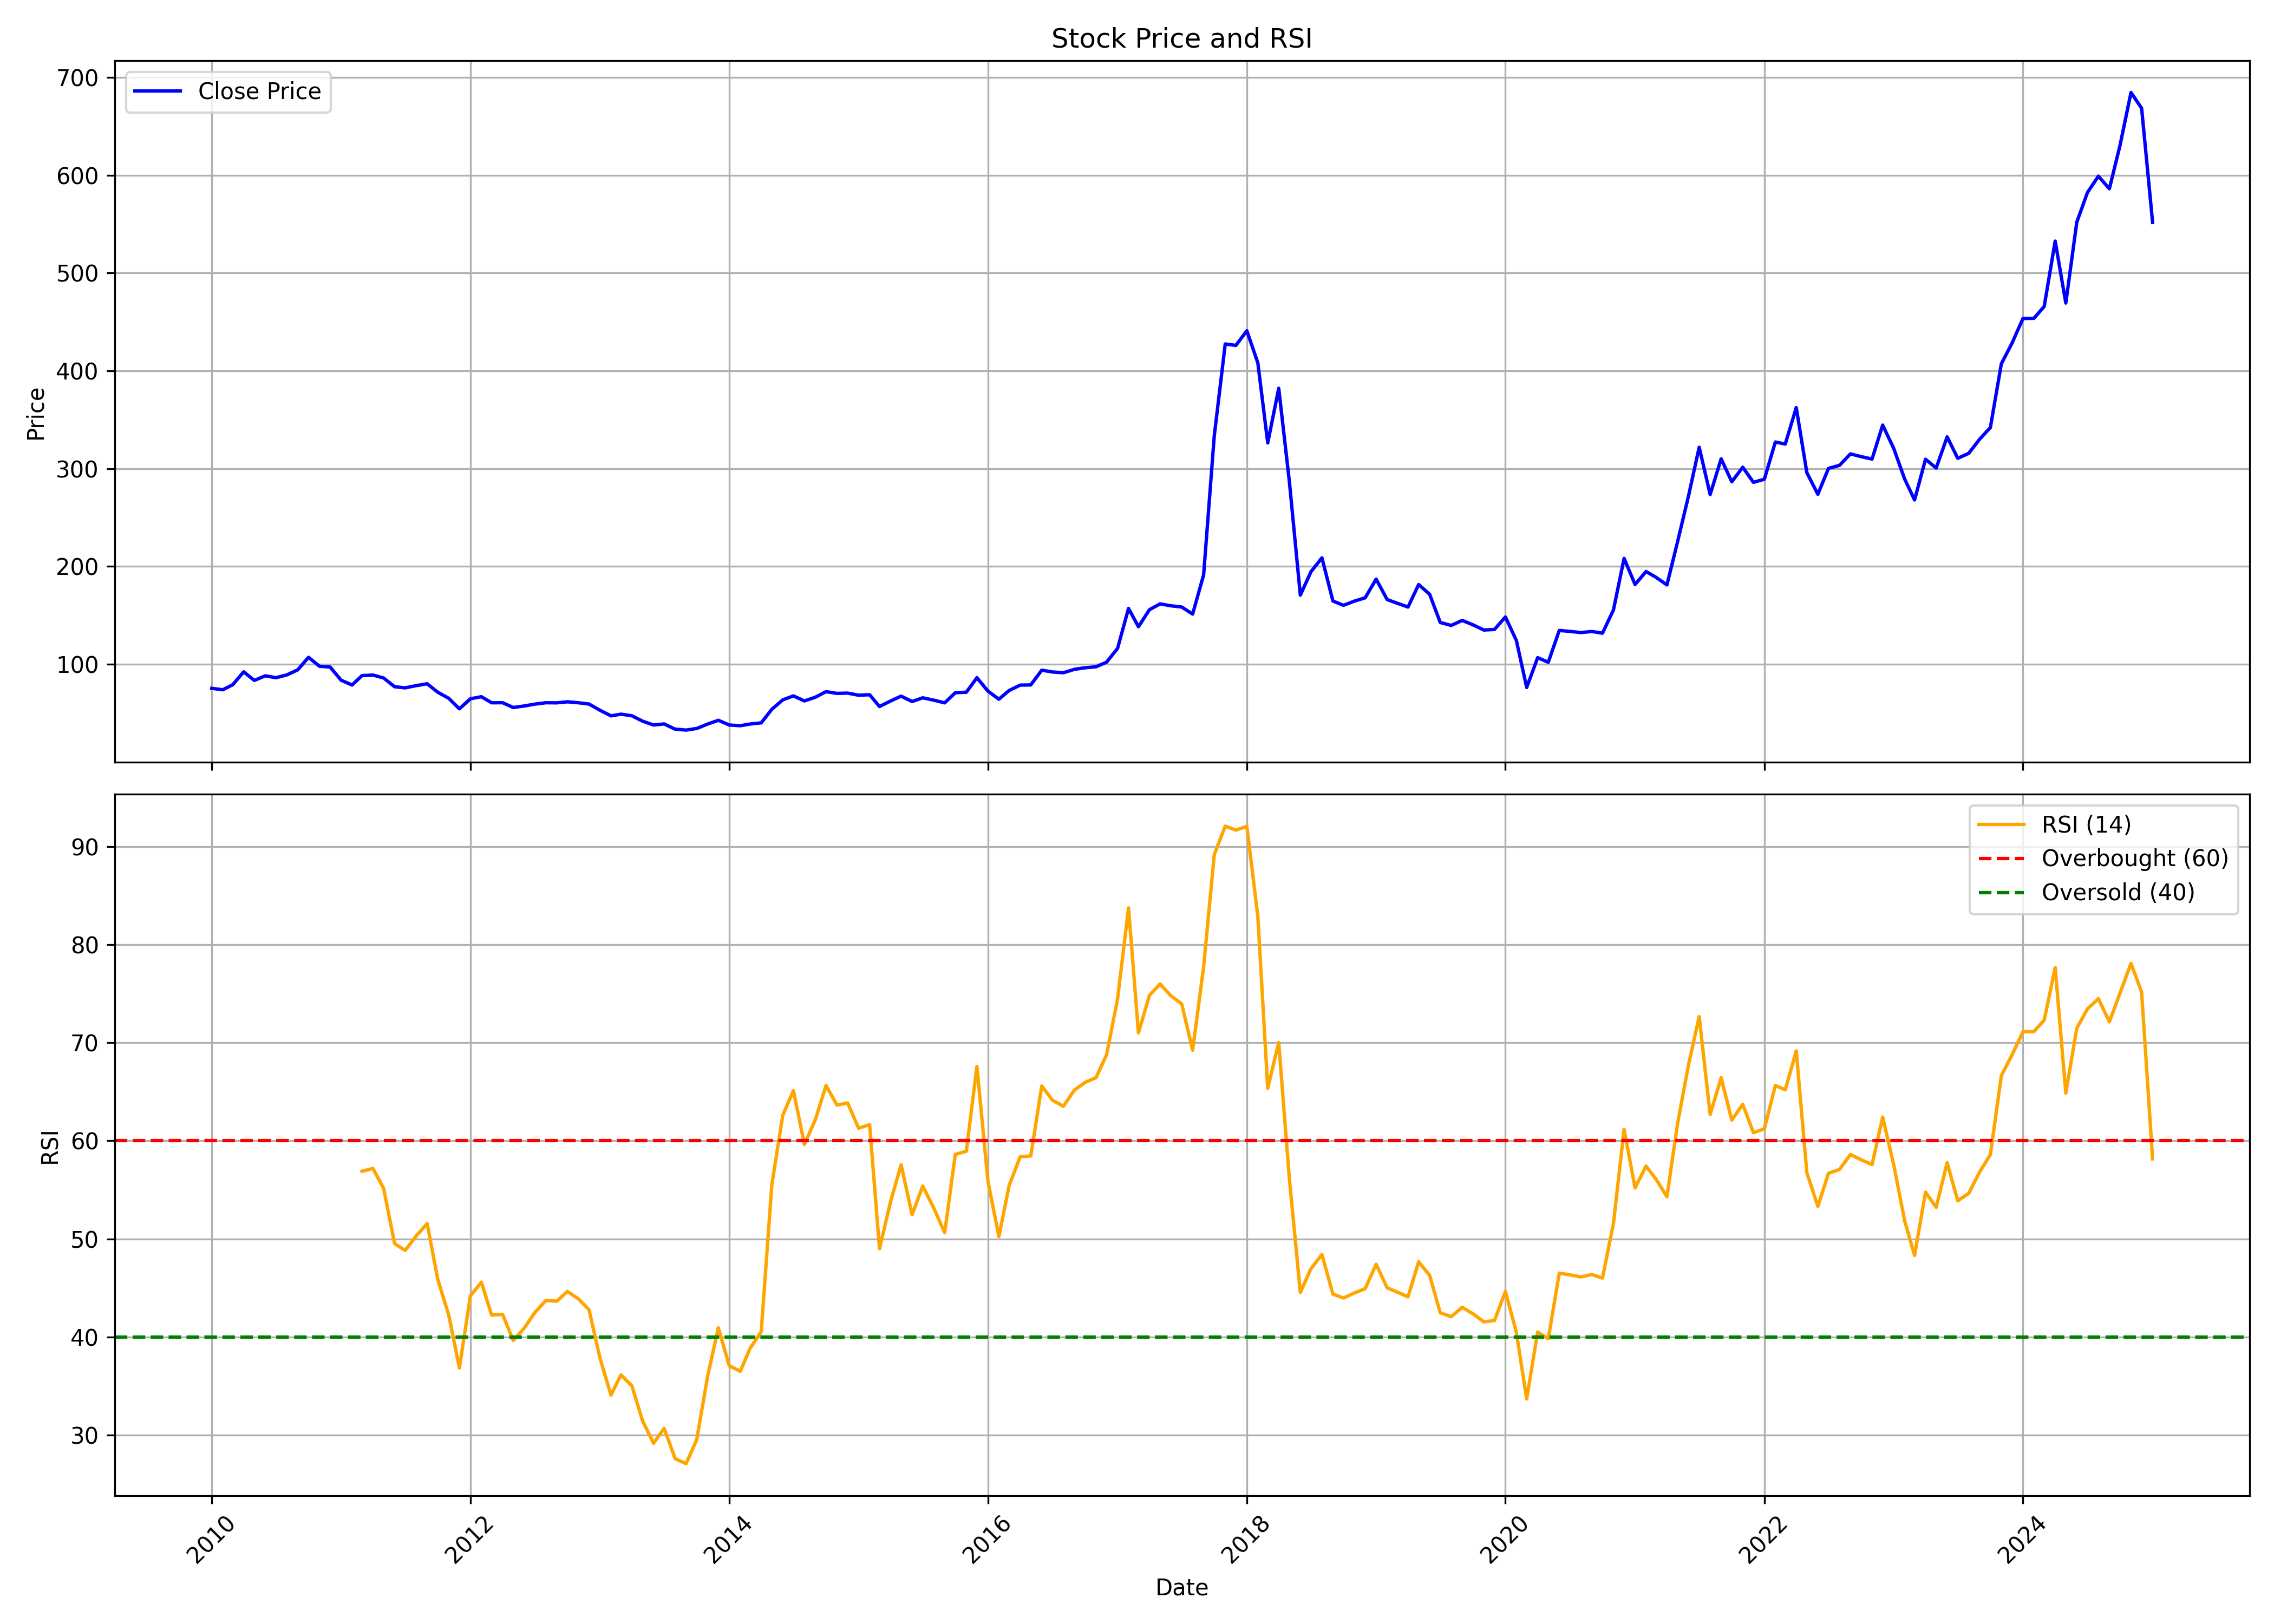 Stock Price and RSI
Close Price
700
600
500
400
300
200
100
Price
RSI (14)
Overbought (60)
Oversold (40)
90
80
70
60
50
40
30
RSI
2010
2012
2014
2016
2018
2020
2022
2024
Date